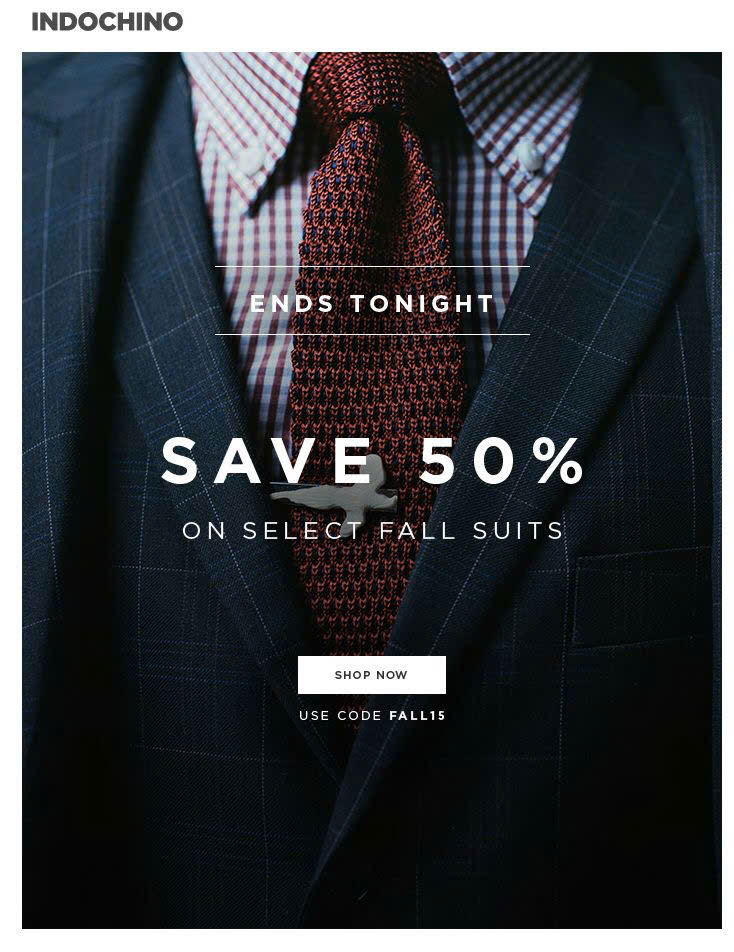 INDOCHINO
ENDS TONIGHT
SAVE 50%
ON SELECT FALL SUITS
SHOP NOW
USE CODE FALL15